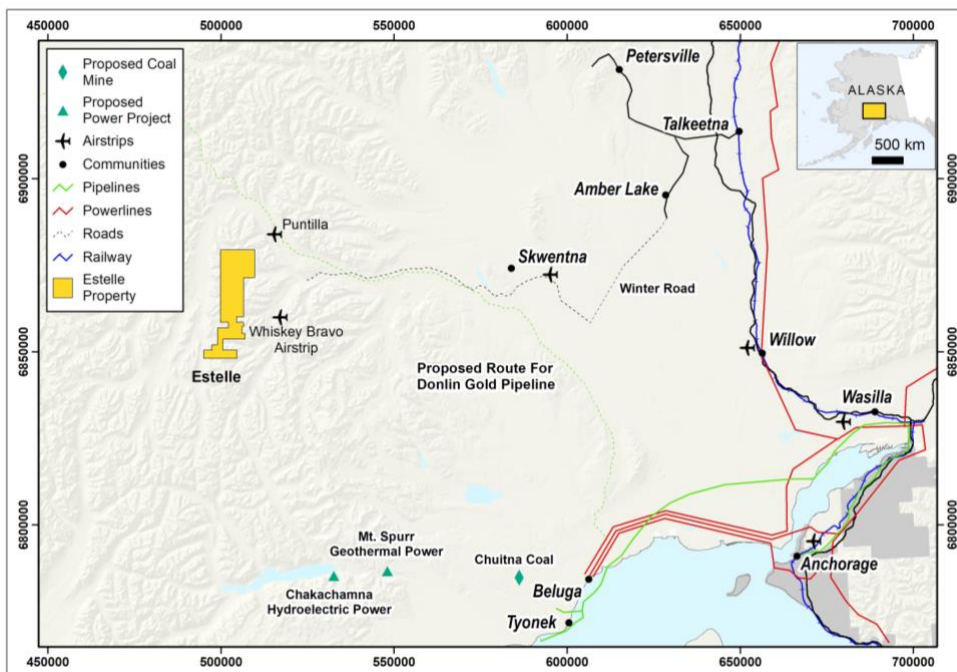 450000
500000
550000
600000
650000
700000
Proposed Coal
Mine
Proposed
Power Project
Airstrips
Communities
Pipelines
Powerlines
Roads
Railway
Estelle
Property
ALASKA
500 km
Petersville
Talkeetna
6900000
6900000
Amber Lake
Puntilla
Skwentna
Winter Road
Whiskey Bravo
Airstrip
Willow
6850000
6850000
Estelle
Proposed Route For
Donlin Gold Pipeline
Wasilla
6800000
6800000
Mt. Spurr
Geothermal Power
Chuitna Coal
Anchorage
Chakachamna
Hydroelectric Power
Beluga
Tyonek
450000
500000
550000
600000
650000
700000